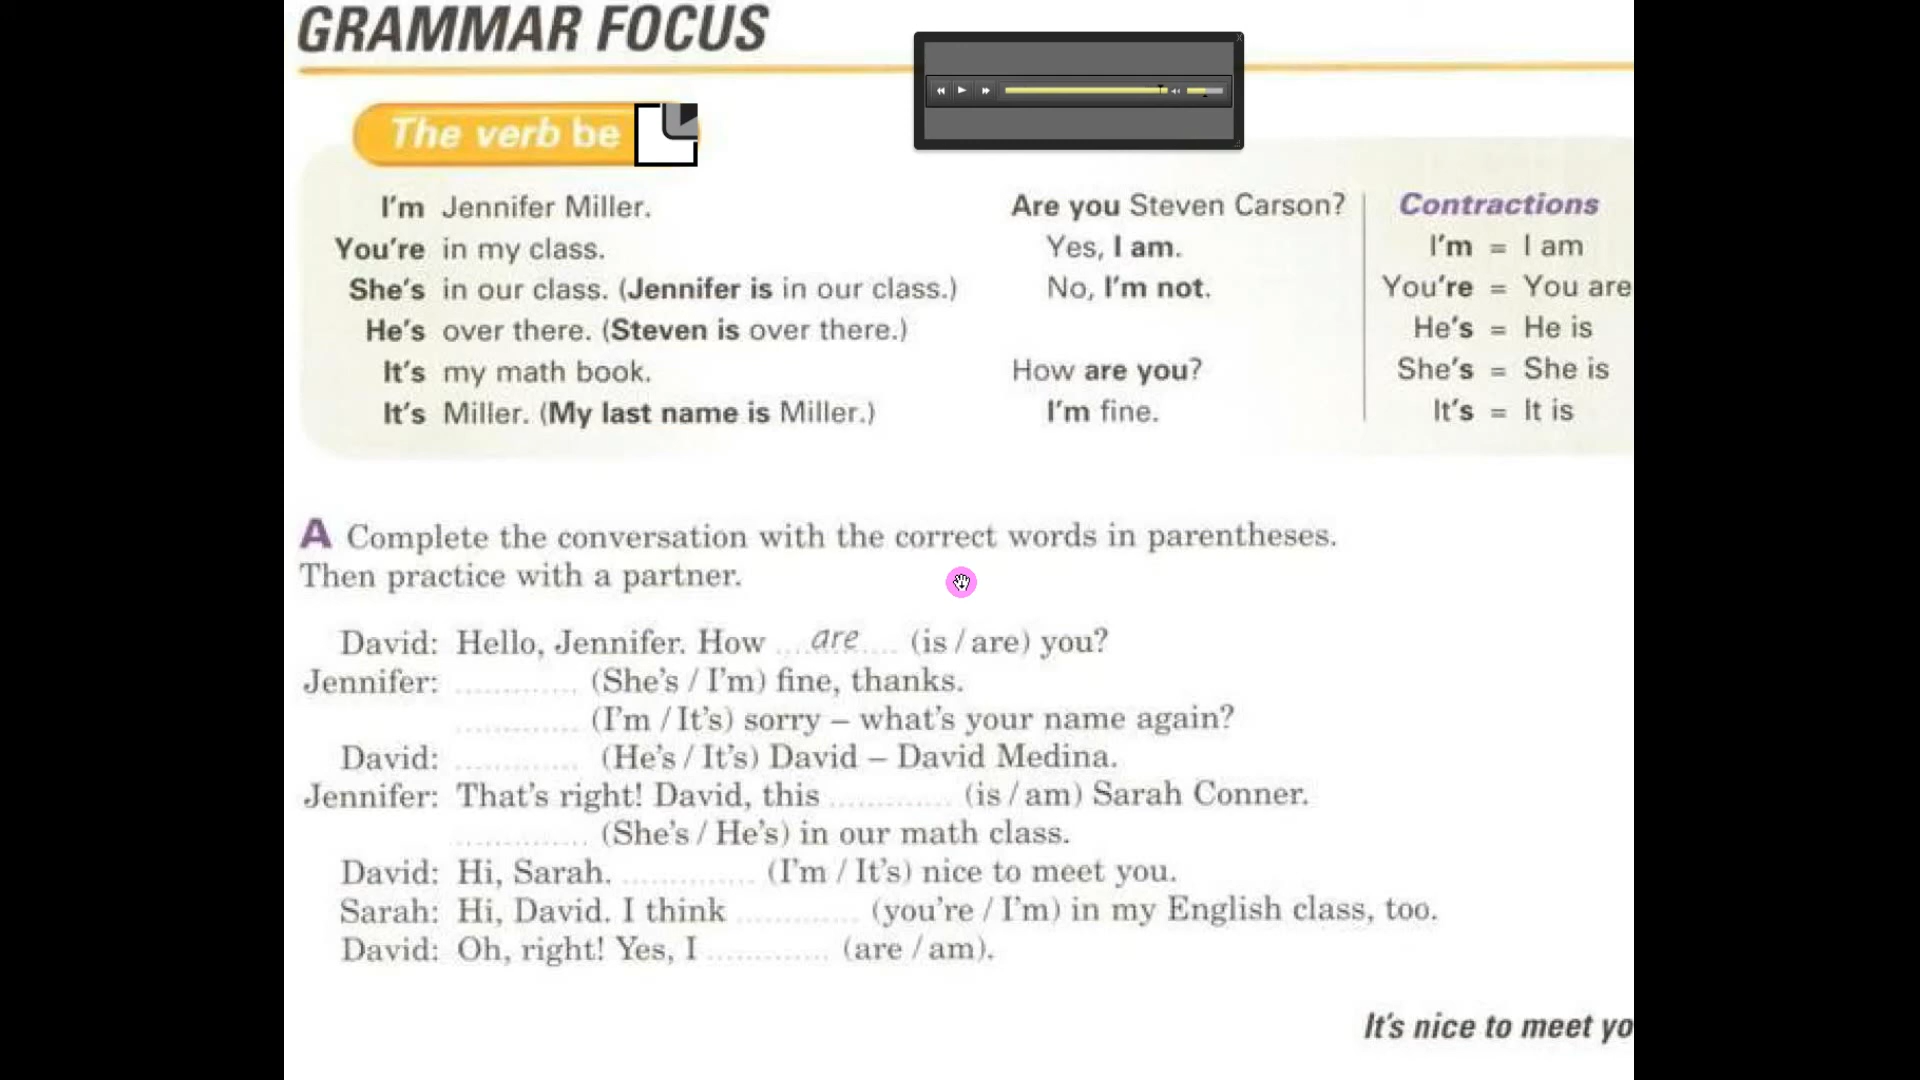 GRAMMAR FOCUS
The verb be
I'm Jennifer Miller.
You're in my class.
She's in our class. (Jennifer is in our class.)
He's over there. (Steven is over there.)
It's my math book.
It's Miller. (My last name is Miller.)
Are you Steven Carson?
Yes, I am.
No, I'm not.
How are you?
I'm fine.
Contractions
I'm = I am
You're = You are
He's = He is
She's = She is
It's = It is
A Complete the conversation with the correct words in parentheses.
Then practice with a partner.
David: Hello, Jennifer. How ....are.... (is / are) you?
Jennifer: ............ (She's / I'm) fine, thanks.
............ (I'm / It's) sorry – what's your name again?
David: ............ (He's / It's) David – David Medina.
Jennifer: That's right! David, this ............ (is / am) Sarah Conner.
............ (She's / He's) in our math class.
David: Hi, Sarah. ............ (I'm / It's) nice to meet you.
Sarah: Hi, David. I think ............ (you're / I'm) in my English class, too.
David: Oh, right! Yes, I ............ (are / am).
It's nice to meet yo